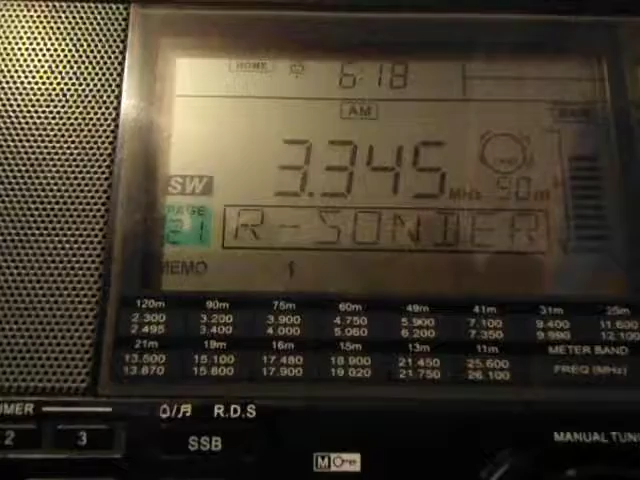 HOME 6:18
AM
3.345 MHz 90m
SW
PAGE
21 R-SONDER
MEMO 1
120m 90m 75m 60m 49m 41m 31m 25m
2.300 3.200 3.900 4.750 5.900 7.100 9.400 11.600
2.495 3.400 4.000 5.060 6.200 7.350 9.990 12.100
21m 19m 16m 15m 13m 11m METER BAND
13.500 15.100 17.480 18.900 21.450 25.600 FREQ (MHz)
13.870 15.800 17.900 19.020 21.750 26.100
R.D.S
2 3 SSB
MANUAL TUN
M